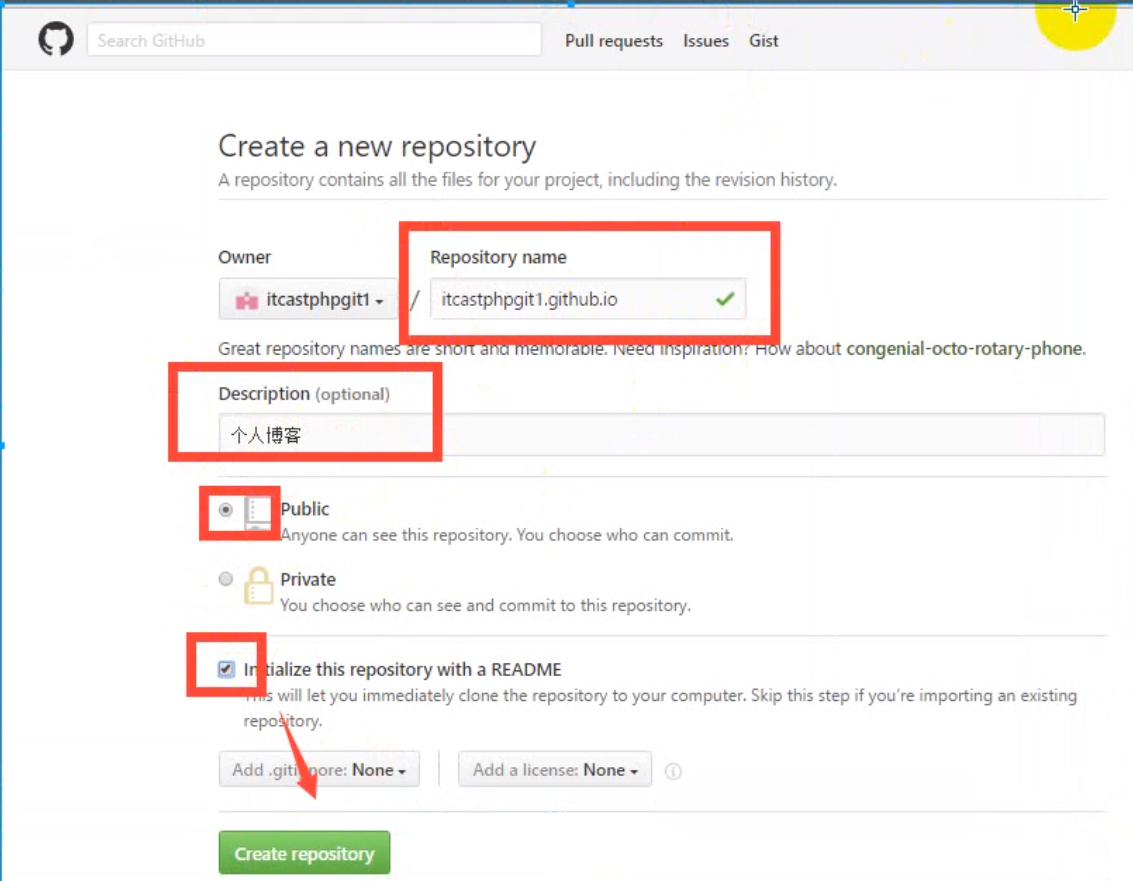 Search GitHub Pull requests Issues Gist
Create a new repository
A repository contains all the files for your project, including the revision history.
Owner Repository name
itcastphpgit1 / itcastphpgit1.github.io
Great repository names are short and memorable. Need inspiration? How about congenial-octo-rotary-phone.
Description (optional)
个人博客
Public
Anyone can see this repository. You choose who can commit.
Private
You choose who can see and commit to this repository.
Initialize this repository with a README
This will let you immediately clone the repository to your computer. Skip this step if you're importing an existing
repository.
Add .gitignore: None Add a license: None
Create repository